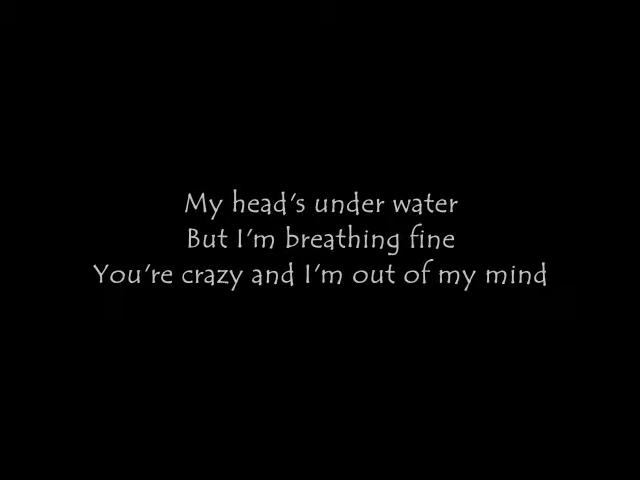 My head's under water
But I'm breathing fine
You're crazy and I'm out of my mind